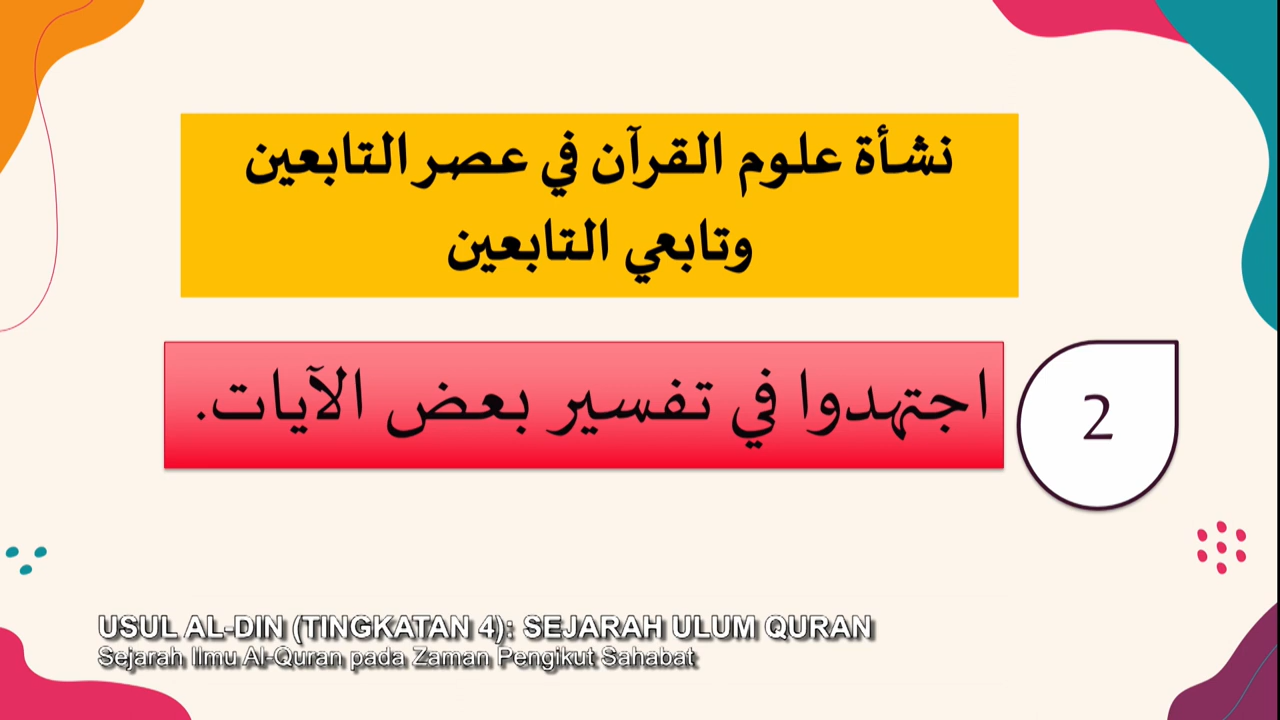 نشأة علوم القرآن في عصر التابعين
وتابعي التابعين
2
اجتهدوا في تفسير بعض الآيات.
USUL AL-DIN (TINGKATAN 4): SEJARAH ULUM QURAN
Sejarah Ilmu Al-Quran pada Zaman Pengikut Sahabat